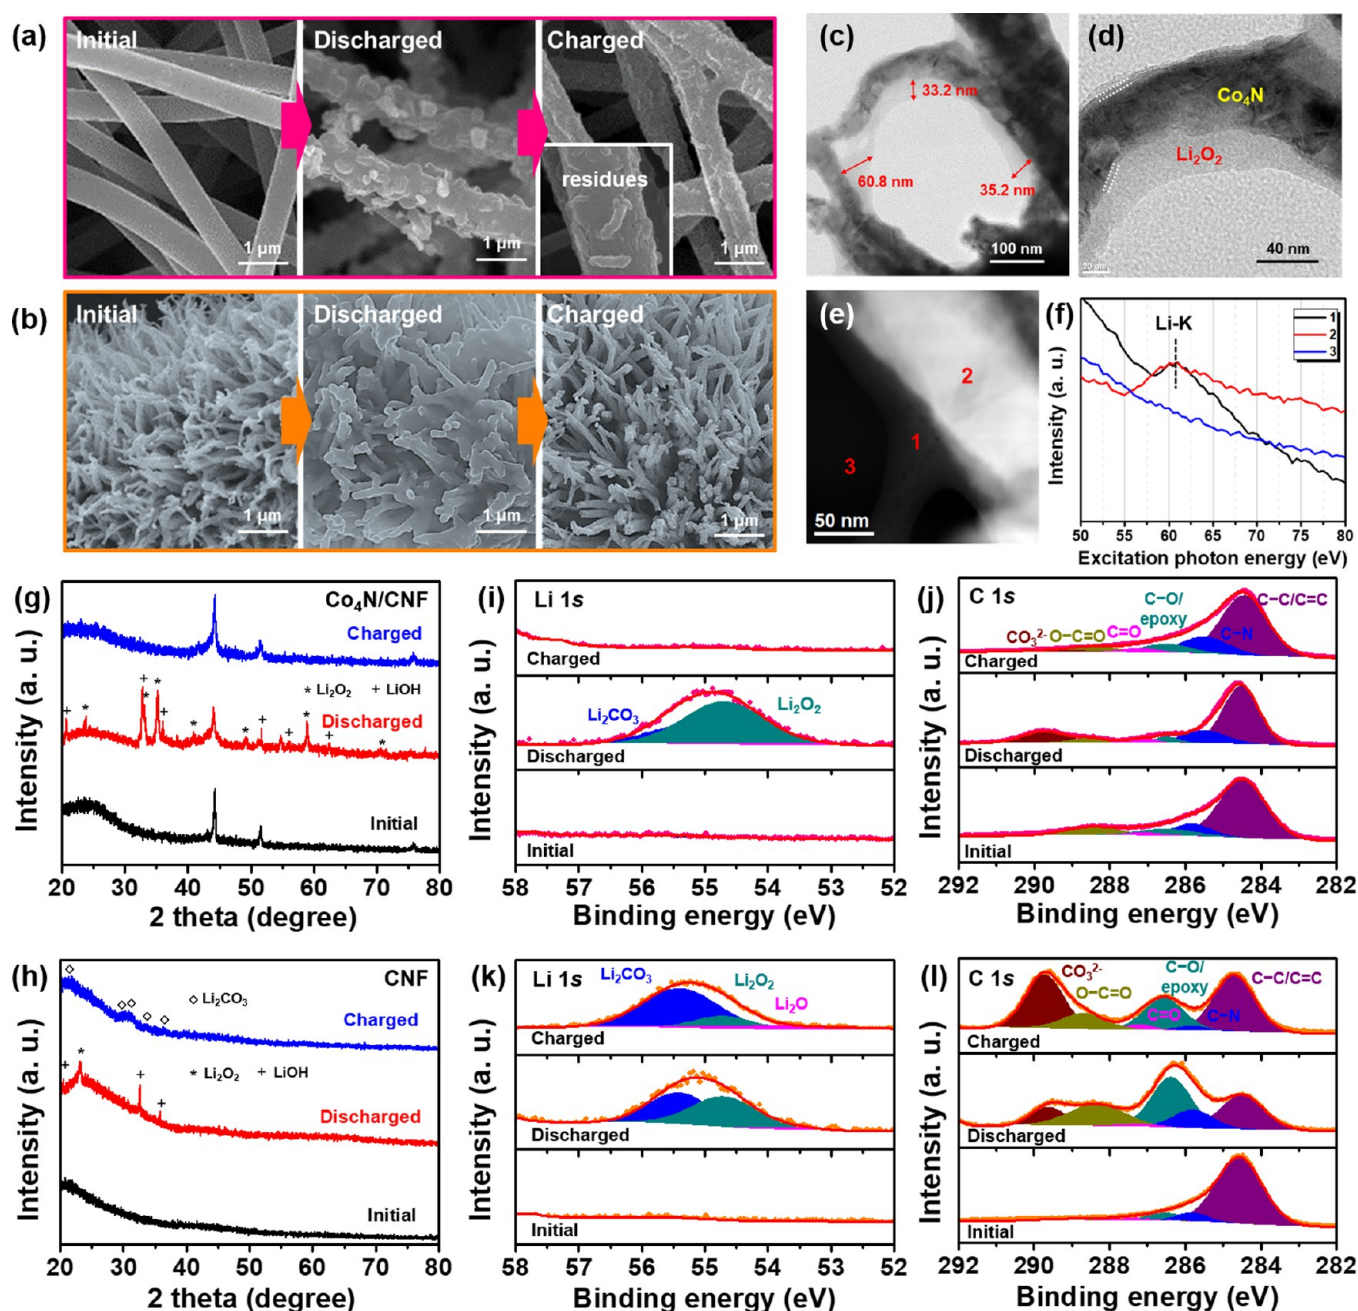 (a)
Initial
Discharged
Charged
residues
1 µm
1 µm
1 µm
(b)
Initial
Discharged
Charged
1 µm
1 µm
1 µm
(c)
33.2 nm
60.8 nm
35.2 nm
100 nm
(d)
Co₄N
Li₂O₂
20 nm
40 nm
(e)
2
1
3
50 nm
(f)
Li-K
1
2
3
Intensity (a. u.)
50 55 60 65 70 75 80
Excitation photon energy (eV)
(g)
Co₄N/CNF
Charged
* Li₂O₂ + LiOH
Discharged
Initial
Intensity (a. u.)
20 30 40 50 60 70 80
2 theta (degree)
(i)
Li 1s
Charged
Li₂CO₃
Li₂O₂
Discharged
Initial
Intensity (a. u.)
58 57 56 55 54 53 52
Binding energy (eV)
(j)
C 1s
C−O/
epoxy
C−C/C=C
CO₃²⁻
O−C=O
C=O
C−N
Charged
Discharged
Initial
Intensity (a. u.)
292 290 288 286 284 282
Binding energy (eV)
(h)
CNF
◇ Li₂CO₃
Charged
* Li₂O₂ + LiOH
Discharged
Initial
Intensity (a. u.)
20 30 40 50 60 70 80
2 theta (degree)
(k)
Li 1s
Li₂CO₃
Li₂O₂
Li₂O
Charged
Discharged
Initial
Intensity (a. u.)
58 57 56 55 54 53 52
Binding energy (eV)
(l)
C 1s
CO₃²⁻
O−C=O
C−O/
epoxy
C−C/C=C
C=O
C−N
Charged
Discharged
Initial
Intensity (a. u.)
292 290 288 286 284 282
Binding energy (eV)